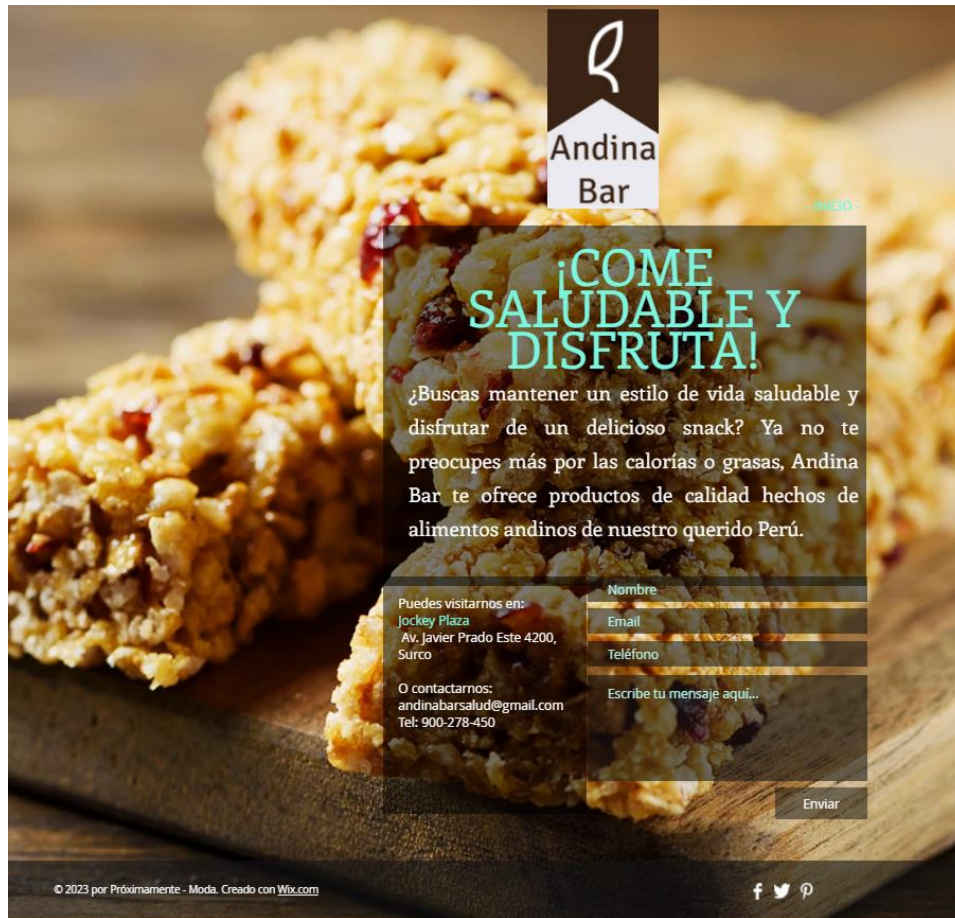 Andina
Bar
INICIO -
¡COME
SALUDABLE Y
DISFRUTA!
¿Buscas mantener un estilo de vida saludable y
disfrutar de un delicioso snack? Ya no te
preocupes más por las calorías o grasas, Andina
Bar te ofrece productos de calidad hechos de
alimentos andinos de nuestro querido Perú.
Puedes visitarnos en:
Jockey Plaza
Av. Javier Prado Este 4200,
Surco
O contactarnos:
andinabarsalud@gmail.com
Tel: 900-278-450
Nombre
Email
Teléfono
Escribe tu mensaje aquí...
Enviar
© 2023 por Próximamente - Moda. Creado con Wix.com